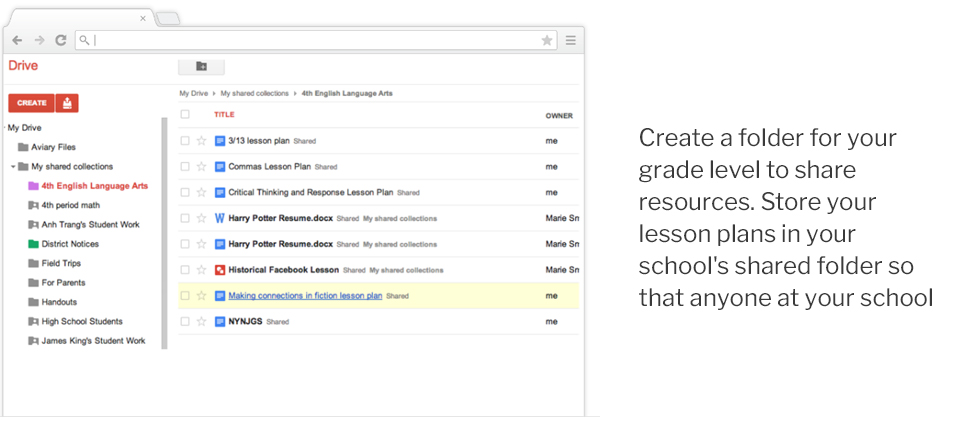 Drive
CREATE
My Drive
Aviary Files
My shared collections
4th English Language Arts
4th period math
Anh Trang's Student Work
District Notices
Field Trips
For Parents
Handouts
High School Students
James King's Student Work
My Drive › My shared collections › 4th English Language Arts
TITLE OWNER
3/13 lesson plan Shared me
Commas Lesson Plan Shared me
Critical Thinking and Response Lesson Plan Shared me
Harry Potter Resume.docx Shared My shared collections Marie Sm
Harry Potter Resume.docx Shared My shared collections Marie Sm
Historical Facebook Lesson Shared My shared collections Marie Sm
Making connections in fiction lesson plan Shared me
NYNJGS Shared me
Create a folder for your
grade level to share
resources. Store your
lesson plans in your
school's shared folder so
that anyone at your school